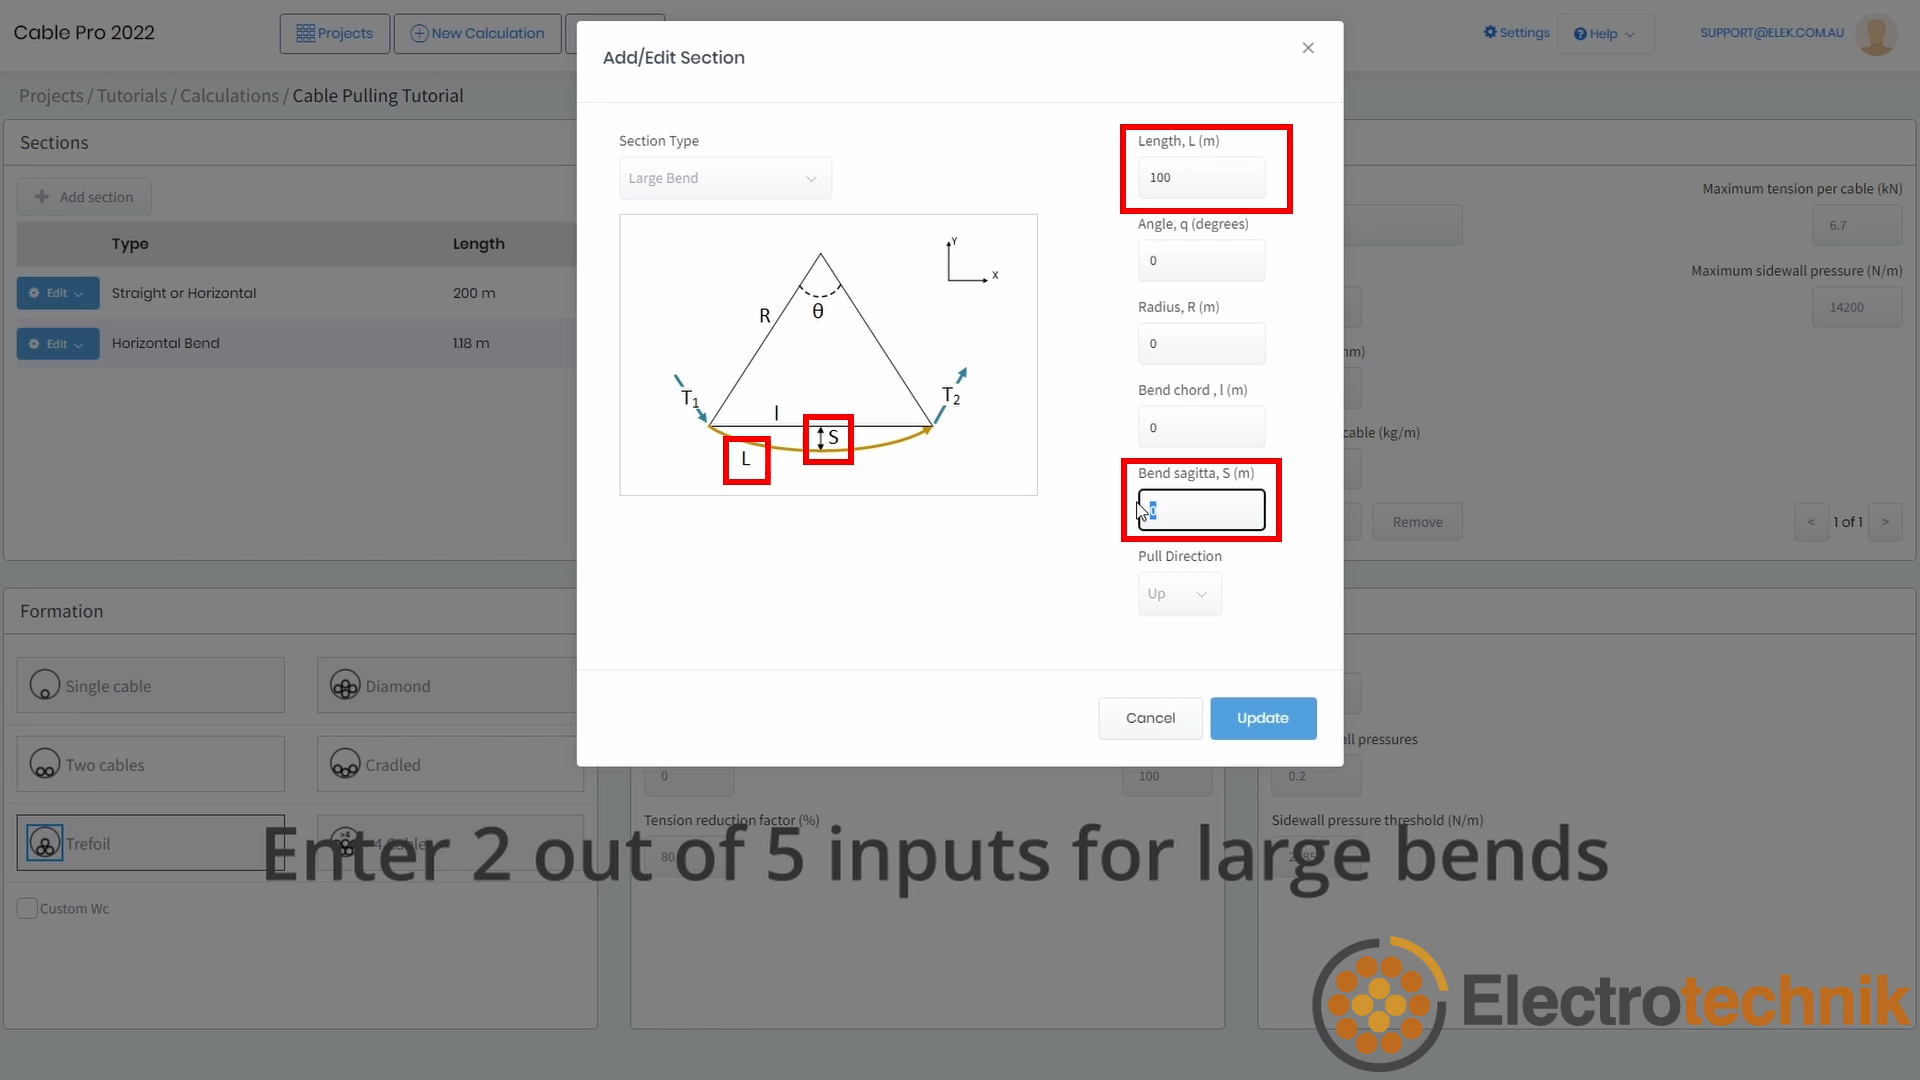 Cable Pro 2022
Projects
New Calculation
Settings
Help
SUPPORT@ELEK.COM.AU
Projects / Tutorials / Calculations / Cable Pulling Tutorial
Sections
Add section
Type
Length
Edit
Straight or Horizontal
200 m
Edit
Horizontal Bend
1.18 m
Add/Edit Section
Section Type
Large Bend
Y
X
R
θ
T1
T2
l
S
L
Length, L (m)
100
Angle, q (degrees)
0
Radius, R (m)
0
Bend chord , l (m)
0
Bend sagitta, S (m)
0
Pull Direction
Up
Cancel
Update
Maximum tension per cable (kN)
6.7
Maximum sidewall pressure (N/m)
14200
cable (kg/m)
Remove
<
1 of 1
>
Formation
Single cable
Diamond
Two cables
Cradled
Trefoil
Custom Wc
0
100
Tension reduction factor (%)
80
pressures
0.2
Sidewall pressure threshold (N/m)
Enter 2 out of 5 inputs for large bends
Electrotechnik